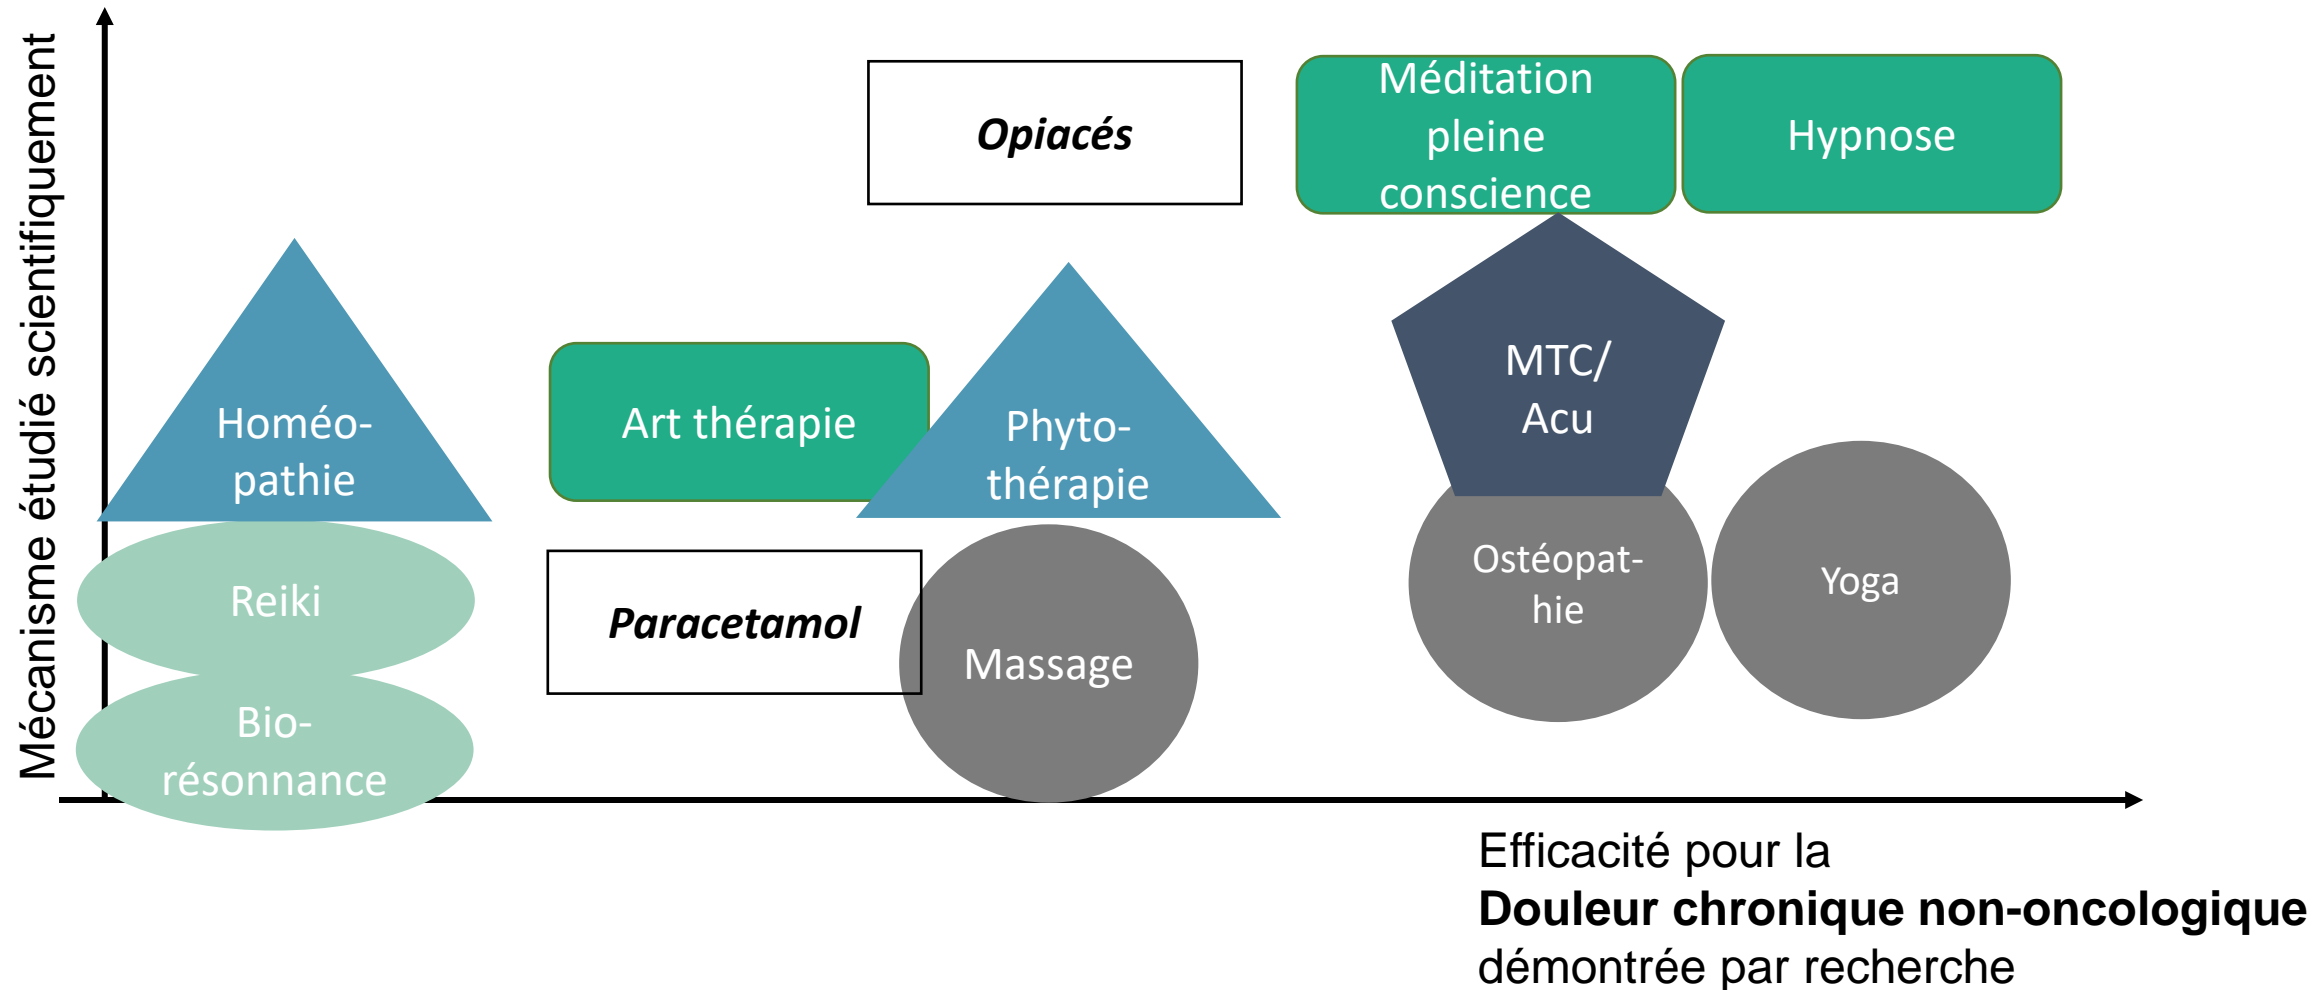 Mécanisme étudié scientifiquement
Opiacés
Méditation
pleine
conscience
Hypnose
Homéo-
pathie
Art thérapie
Phyto-
thérapie
MTC/
Acu
Reiki
Paracetamol
Massage
Ostéopat-
hie
Yoga
Bio-
résonnance
Efficacité pour la
Douleur chronique non-oncologique
démontrée par recherche